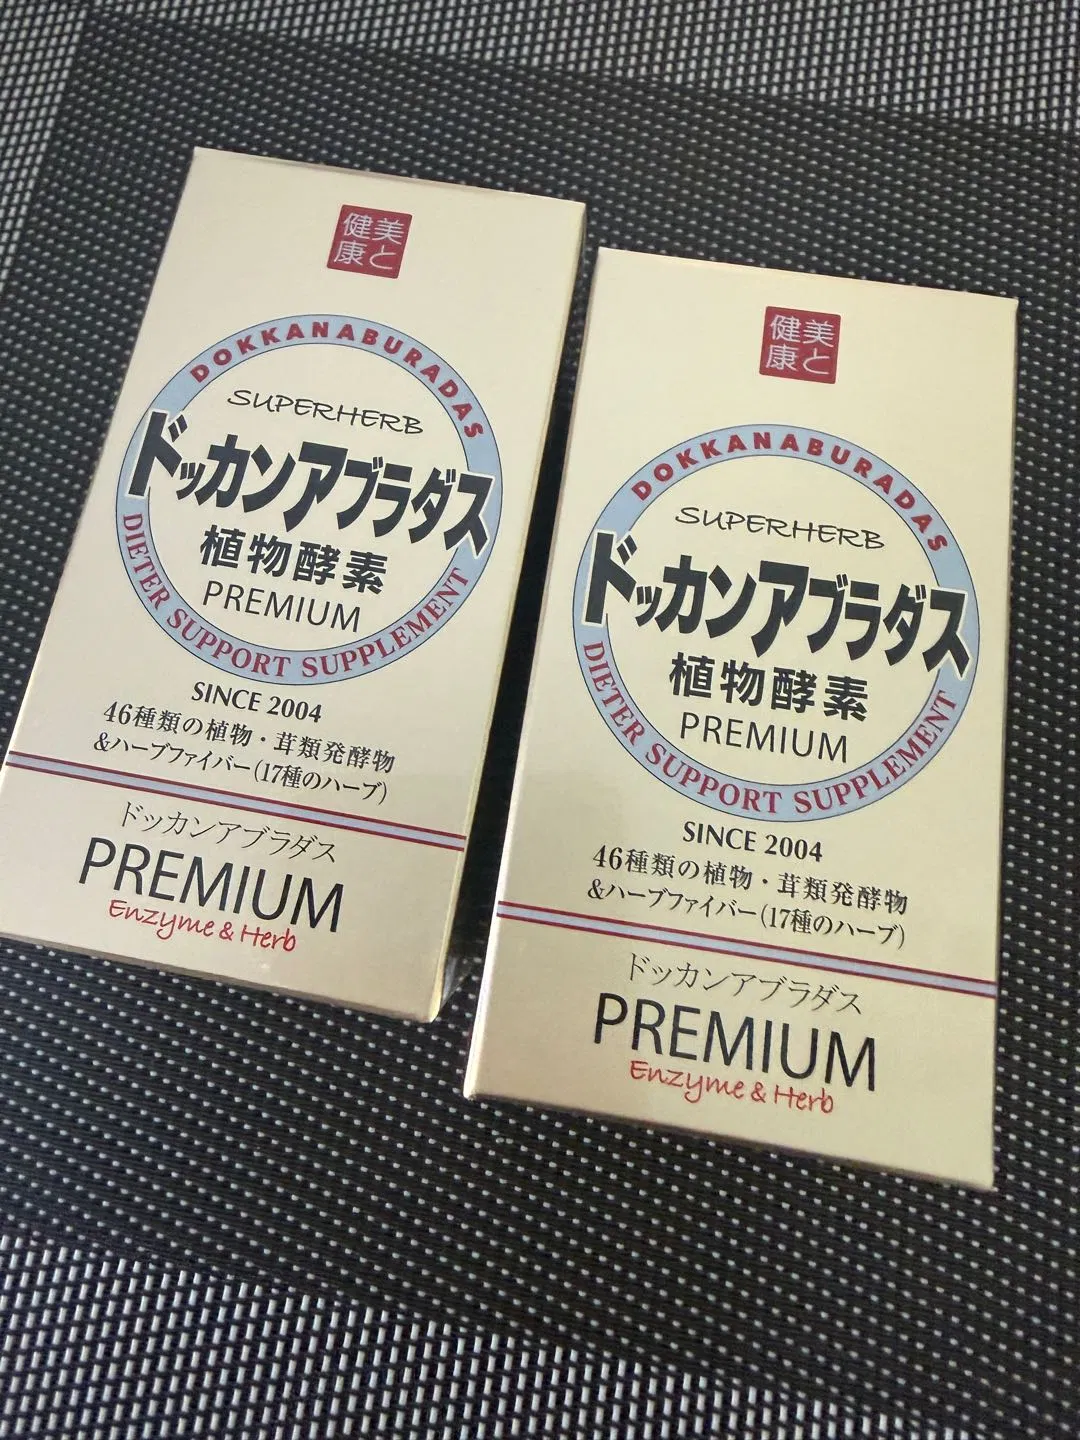 美と
健康
DOKKANABURADAS
SUPERHERB
ドッカンアブラダス
植物酵素
PREMIUM
DIETER SUPPORT SUPPLEMENT
SINCE 2004
46種類の植物・茸類発酵物
&ハーブファイバー(17種のハーブ)
ドッカンアブラダス
PREMIUM
Enzyme & Herb
美と
健康
DOKKANABURADAS
SUPERHERB
ドッカンアブラダス
植物酵素
PREMIUM
DIETER SUPPORT SUPPLEMENT
SINCE 2004
46種類の植物・茸類発酵物
&ハーブファイバー(17種のハーブ)
ドッカンアブラダス
PREMIUM
Enzyme & Herb